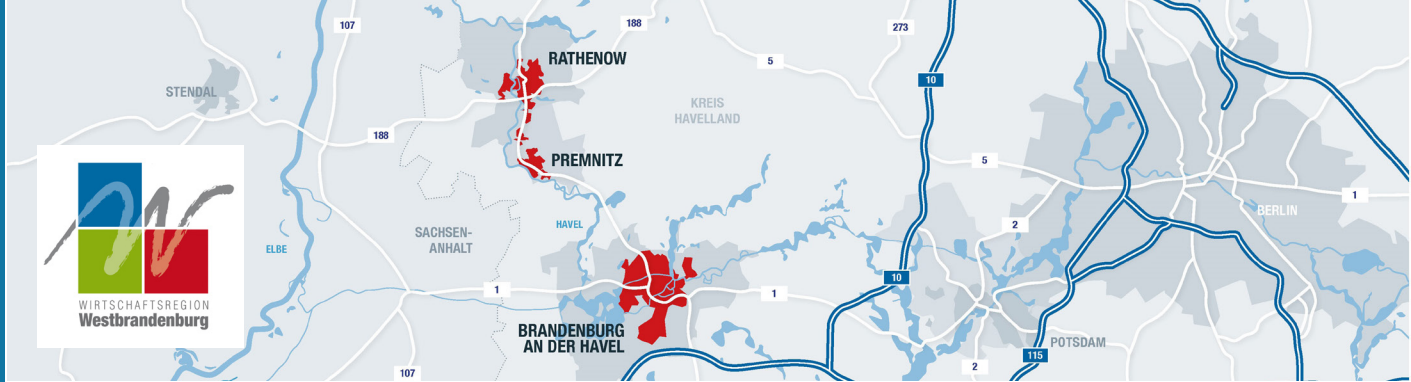 107
188
273
RATHENOW
5
10
STENDAL
KREIS
HAVELLAND
188
PREMNITZ
5
1
BERLIN
2
HAVEL
SACHSEN-
ANHALT
ELBE
10
1
1
WIRTSCHAFTSREGION
Westbrandenburg
BRANDENBURG
AN DER HAVEL
POTSDAM
115
2
107